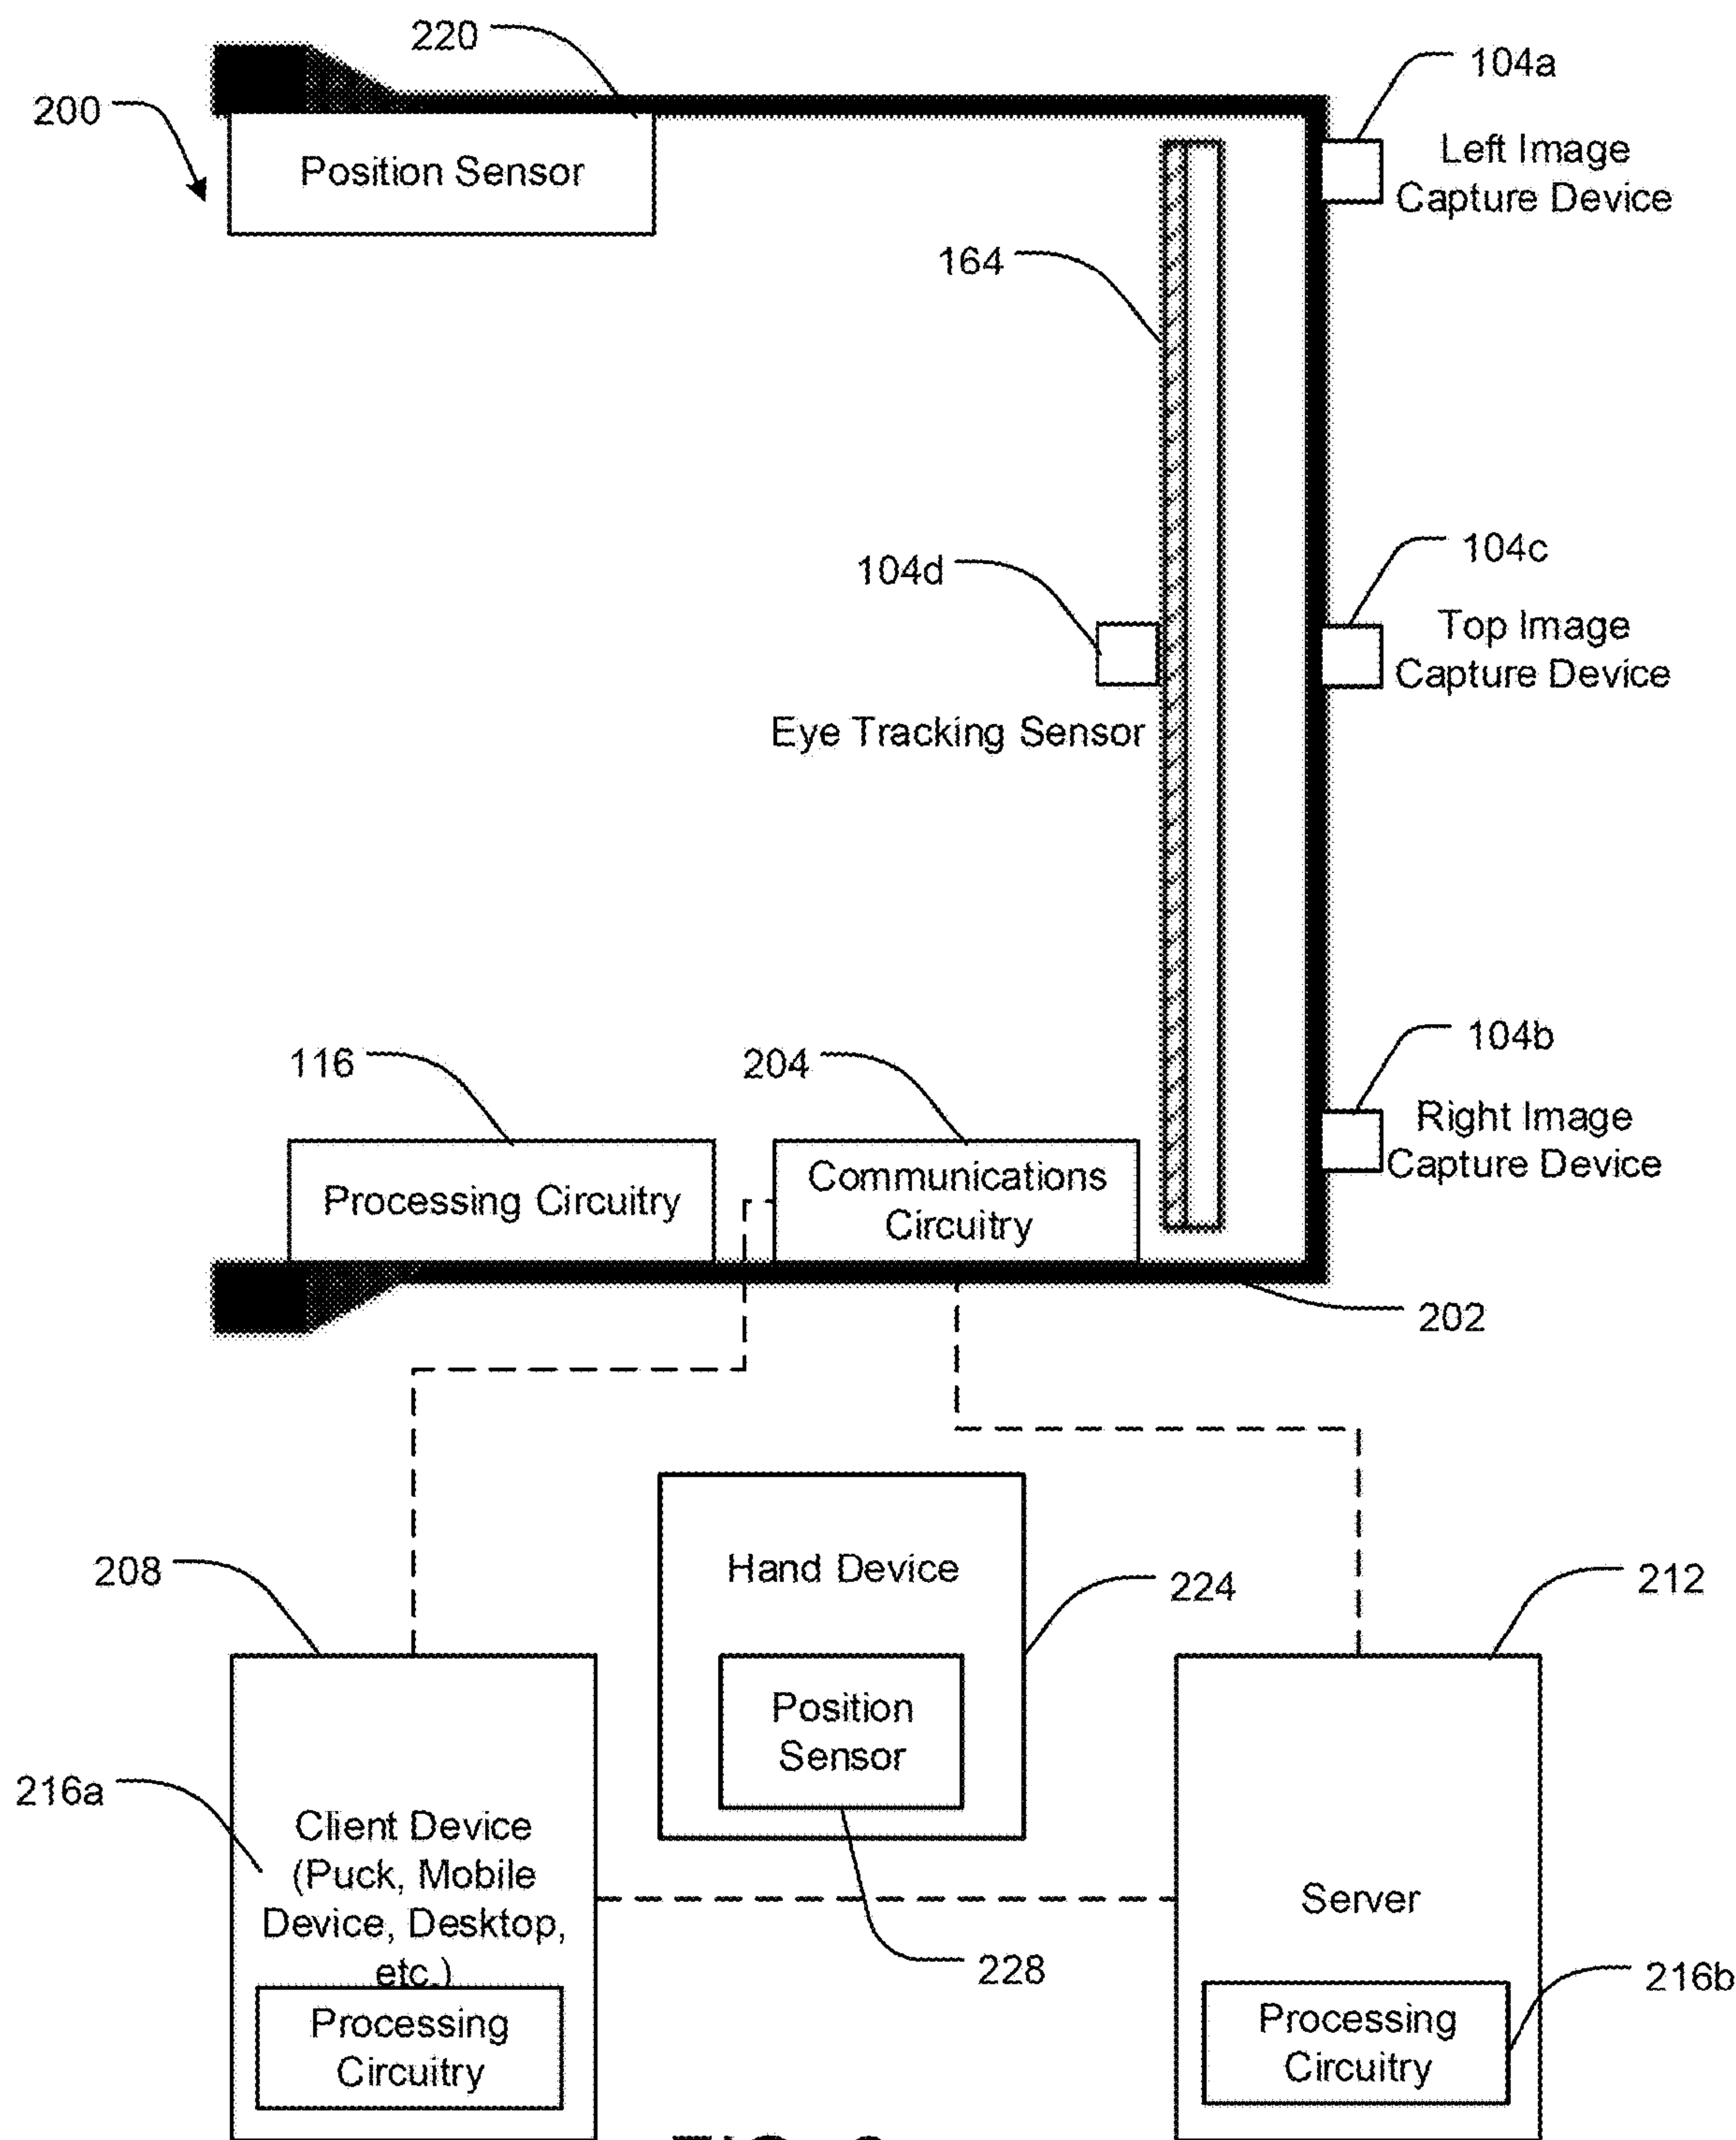 220
104a
200
Left Image
Capture Device
Position Sensor
164
104c
104d
Top Image
Capture Device
Eye Tracking Sensor
104b
116
204
Right Image
Capture Device
Processing Circuitry
Communications
Circuitry
202
208
Hand Device
224
212
Position
Sensor
216a
Client Device
(Puck, Mobile
Device, Desktop,
etc.)
Server
228
216b
Processing
Circuitry
Processing
Circuitry